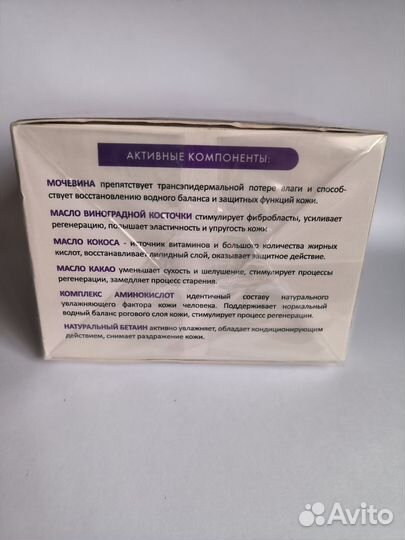 АКТИВНЫЕ КОМПОНЕНТЫ:
МОЧЕВИНА препятствует трансэпидермальной потере влаги и способ-
ствует восстановлению водного баланса и защитных функций кожи.
МАСЛО ВИНОГРАДНОЙ КОСТОЧКИ стимулирует фибробласты, усиливает
регенерацию, повышает эластичность и упругость кожи
МАСЛО КОКОСА - источник витаминов и большого количества жирных
кислот, восстанавливает липидный слой, оказывает защитное действие.
МАСЛО КАКАО уменьшает сухость и шелушение, стимулирует процессы
регенерации, замедляет процесс старения.
КОМПЛЕКС АМИНОКИСЛОТ идентичный составу натурального
увлажняющего фактора кожи человека. Поддерживает нормальный
водный баланс рогового слоя кожи, стимулирует процесс регенерации.
НАТУРАЛЬНЫЙ БЕТАИН активно увлажняет, обладает кондиционирующим
действием, снимает раздражение кожи.
Avito